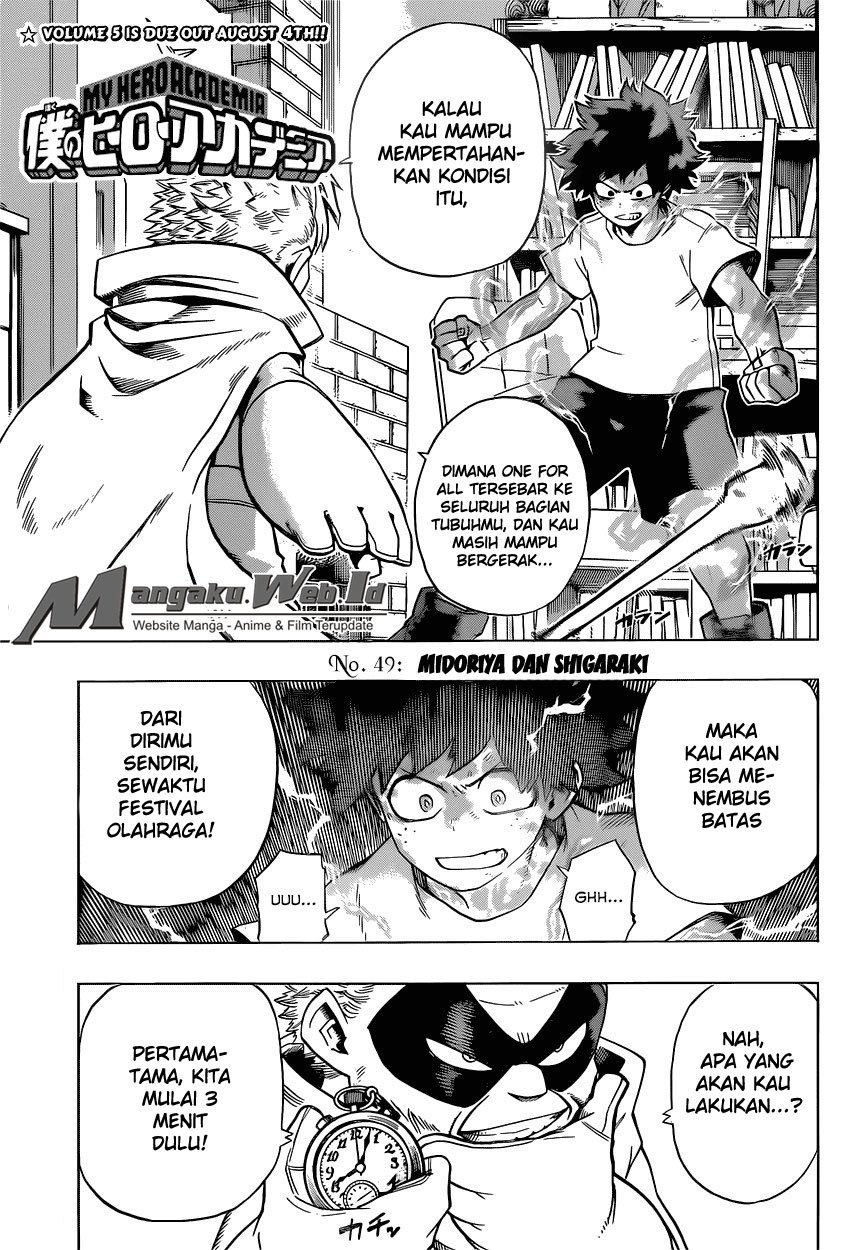 ☆ VOLUME 5 IS DUE OUT AUGUST 4TH!!
MY HERO ACADEMIA
僕のヒーローアカデミア
KALAU
KAU MAMPU
MEMPERTAHAN-
KAN KONDISI
ITU,
DIMANA ONE FOR
ALL TERSEBAR KE
SELURUH BAGIAN
TUBUHMU, DAN KAU
MASIH MAMPU
BERGERAK...
カラン
カラン
Mangaku.Web.Id
Website Manga - Anime & Film Terupdate
No. 49: MIDORIYA DAN SHIGARAKI
MAKA
KAU AKAN
BISA ME-
NEMBUS
BATAS
DARI
DIRIMU
SENDIRI,
SEWAKTU
FESTIVAL
OLAHRAGA!
GHH...
UUU...
NAH,
APA YANG
AKAN KAU
LAKUKAN...?
PERTAMA-
TAMA, KITA
MULAI 3
MENIT
DULU!
カチッ